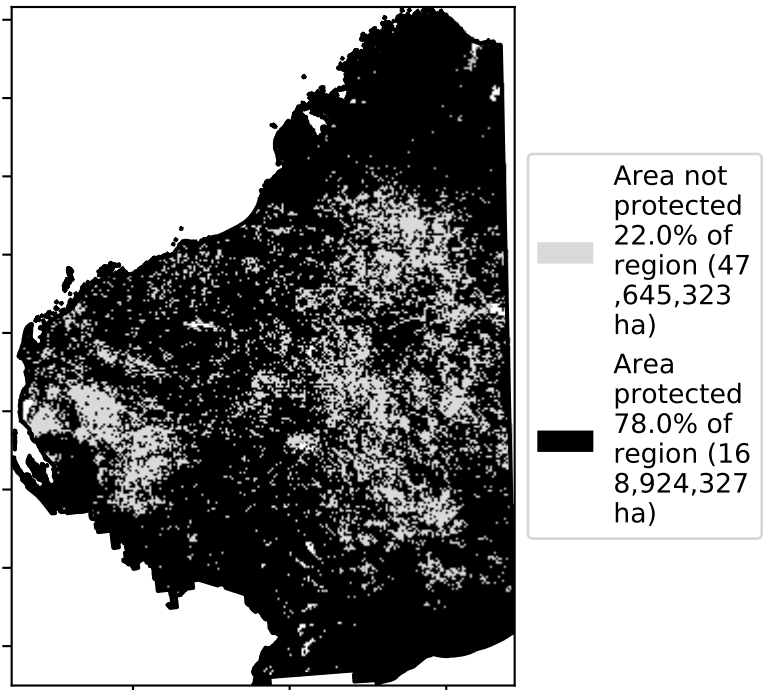 Area not
protected
22.0% of
region (47
,645,323
ha)
Area
protected
78.0% of
region (16
8,924,327
ha)